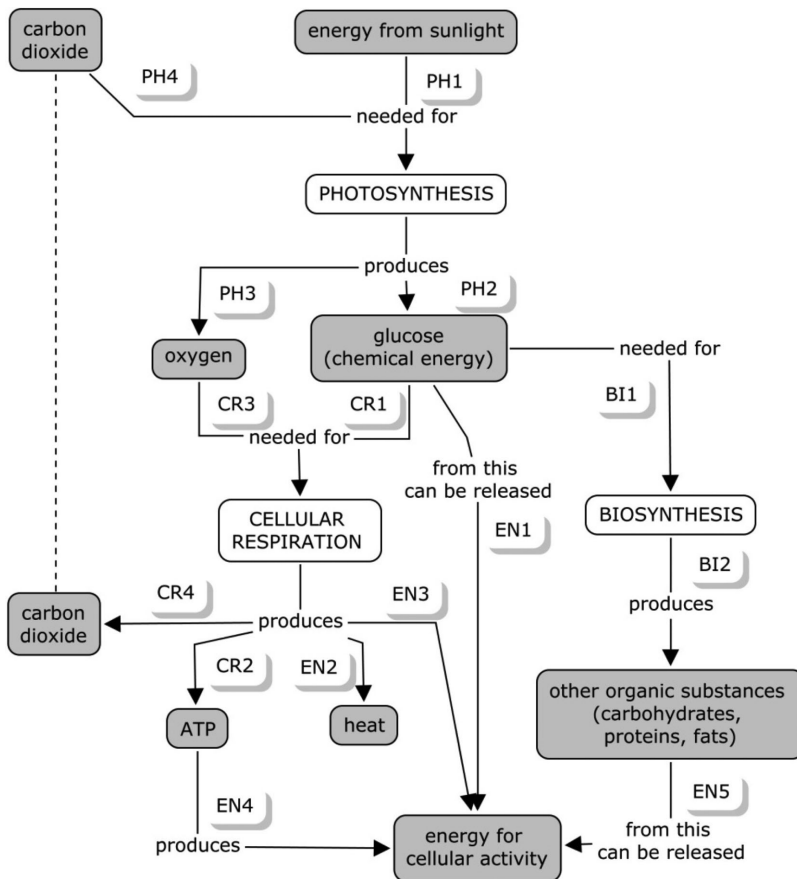 carbon
dioxide
energy from sunlight
PH4
PH1
needed for
PHOTOSYNTHESIS
produces
PH3
PH2
oxygen
glucose
(chemical energy)
needed for
CR3
CR1
BI1
needed for
from this
can be released
CELLULAR
RESPIRATION
EN1
BIOSYNTHESIS
BI2
carbon
dioxide
CR4
produces
EN3
produces
CR2
EN2
ATP
heat
other organic substances
(carbohydrates,
proteins, fats)
EN4
EN5
produces
energy for
cellular activity
from this
can be released